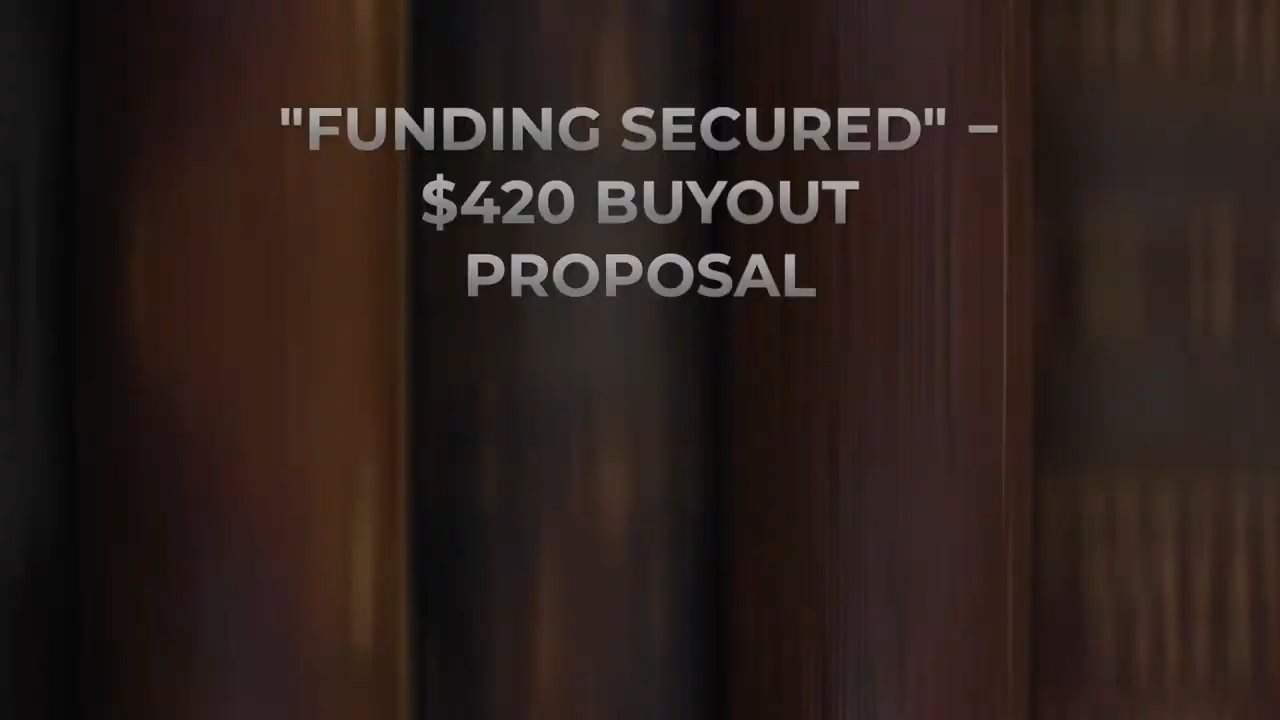 "FUNDING SECURED" –
$420 BUYOUT
PROPOSAL